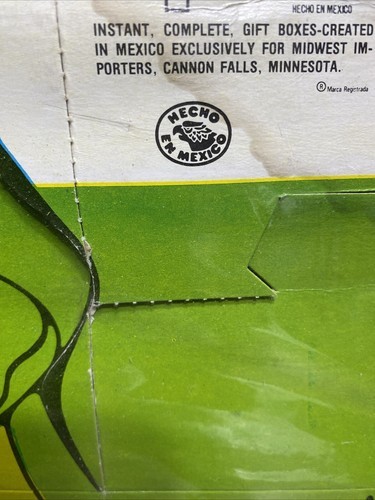 HECHO EN MEXICO
INSTANT, COMPLETE, GIFT BOXES-CREATED
IN MEXICO EXCLUSIVELY FOR MIDWEST IM-
PORTERS, CANNON FALLS, MINNESOTA.
® Marca Registrada
HECHO
EN MEXICO